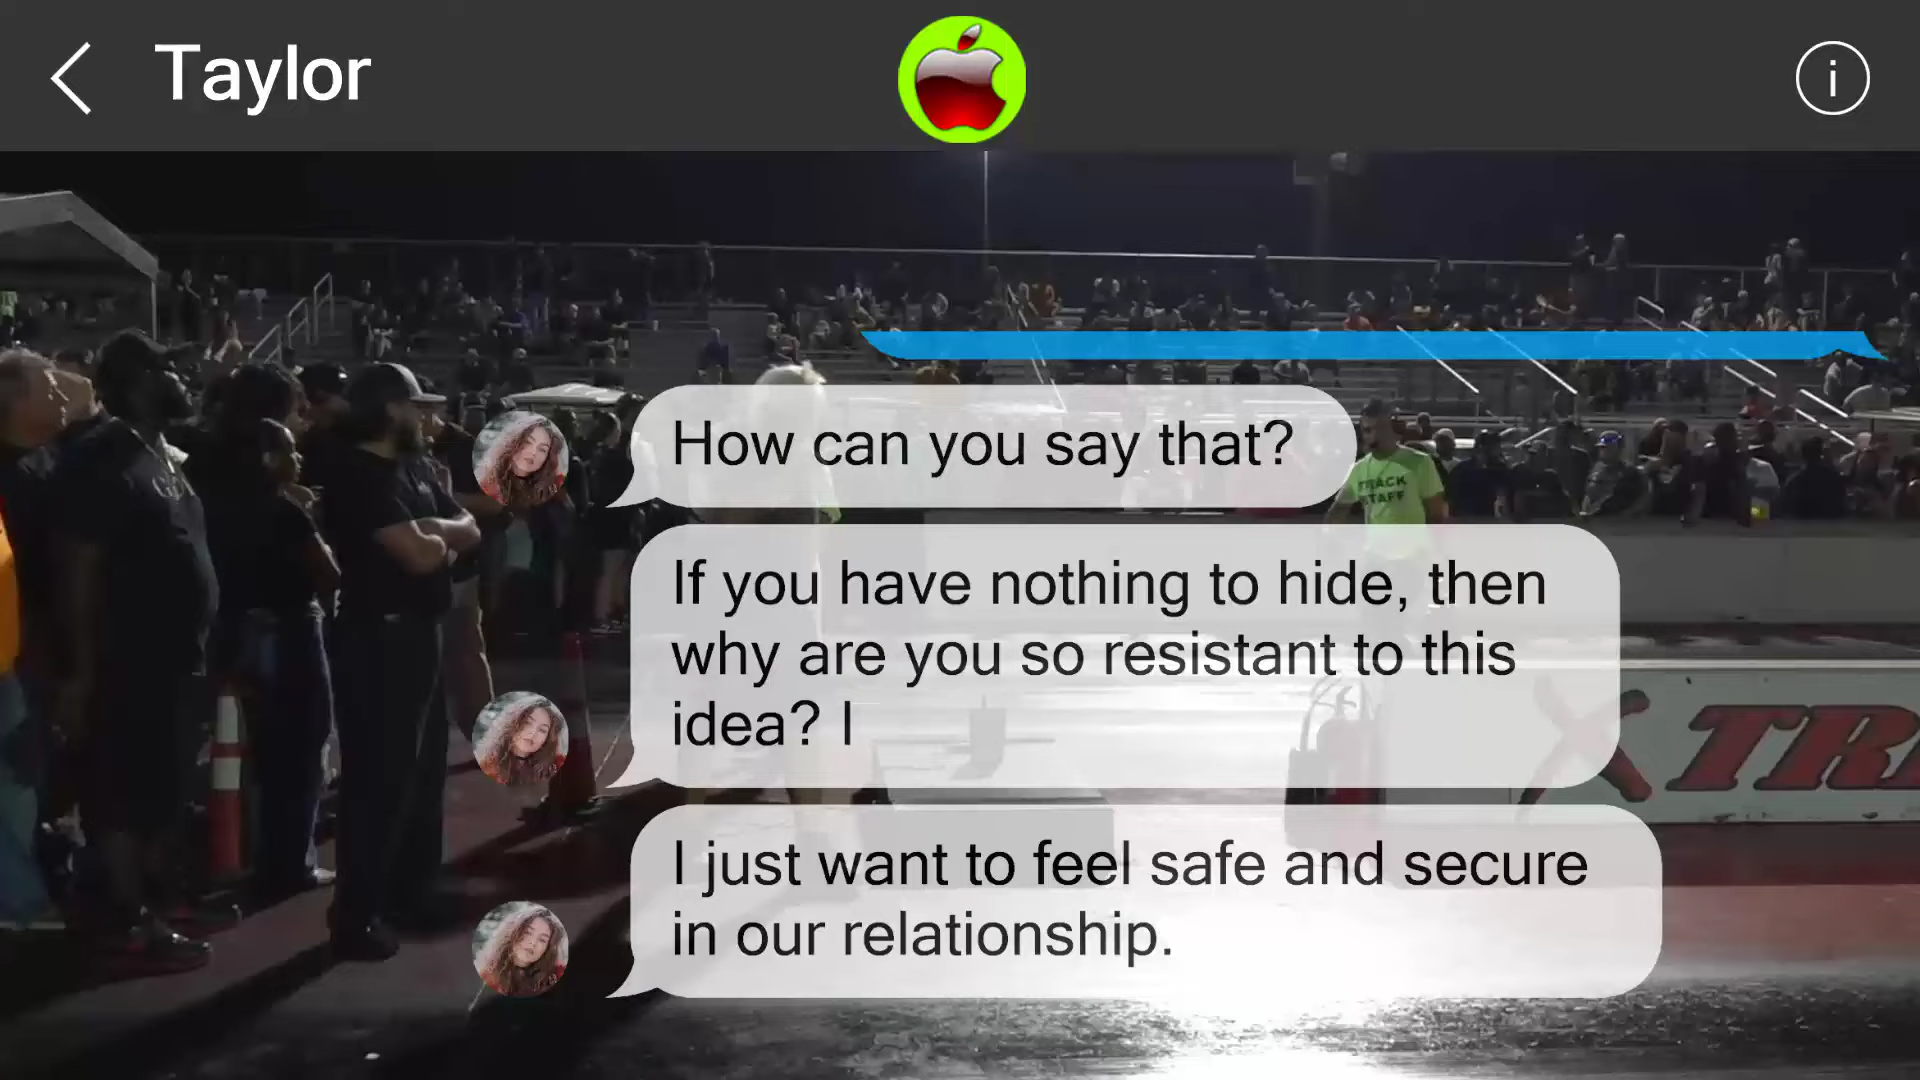 Taylor
i
How can you say that?
If you have nothing to hide, then
why are you so resistant to this
idea? I
I just want to feel safe and secure
in our relationship.
TRACK
STAFF
XTR